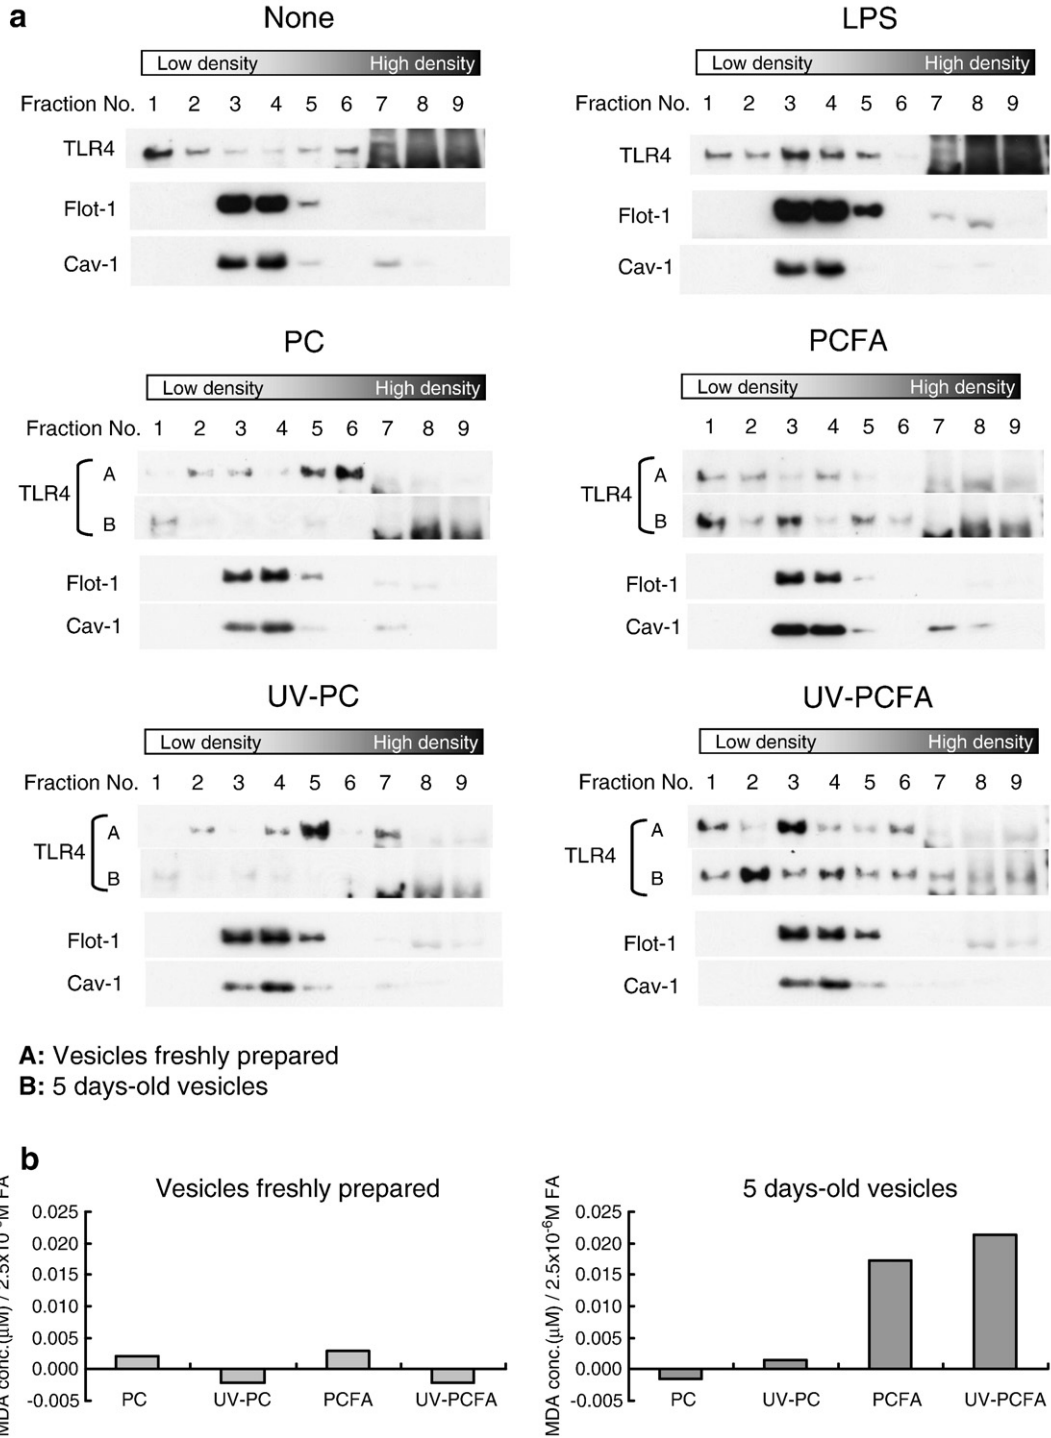 a
None
Low density High density
Fraction No. 1 2 3 4 5 6 7 8 9
TLR4
Flot-1
Cav-1
LPS
Low density High density
Fraction No. 1 2 3 4 5 6 7 8 9
TLR4
Flot-1
Cav-1
PC
Low density High density
Fraction No. 1 2 3 4 5 6 7 8 9
TLR4
A
B
Flot-1
Cav-1
PCFA
Low density High density
Fraction No. 1 2 3 4 5 6 7 8 9
TLR4
A
B
Flot-1
Cav-1
UV-PC
Low density High density
Fraction No. 1 2 3 4 5 6 7 8 9
TLR4
A
B
Flot-1
Cav-1
UV-PCFA
Low density High density
Fraction No. 1 2 3 4 5 6 7 8 9
TLR4
A
B
Flot-1
Cav-1
A: Vesicles freshly prepared
B: 5 days-old vesicles
b
Vesicles freshly prepared
MDA conc.(μM) / 2.5x10 M FA
0.025
0.020
0.015
0.010
0.005
0.000
-0.005
PC UV-PC PCFA UV-PCFA
5 days-old vesicles
MDA conc.(μM) / 2.5x10⁻⁶M FA
0.025
0.020
0.015
0.010
0.005
0.000
-0.005
PC UV-PC PCFA UV-PCFA